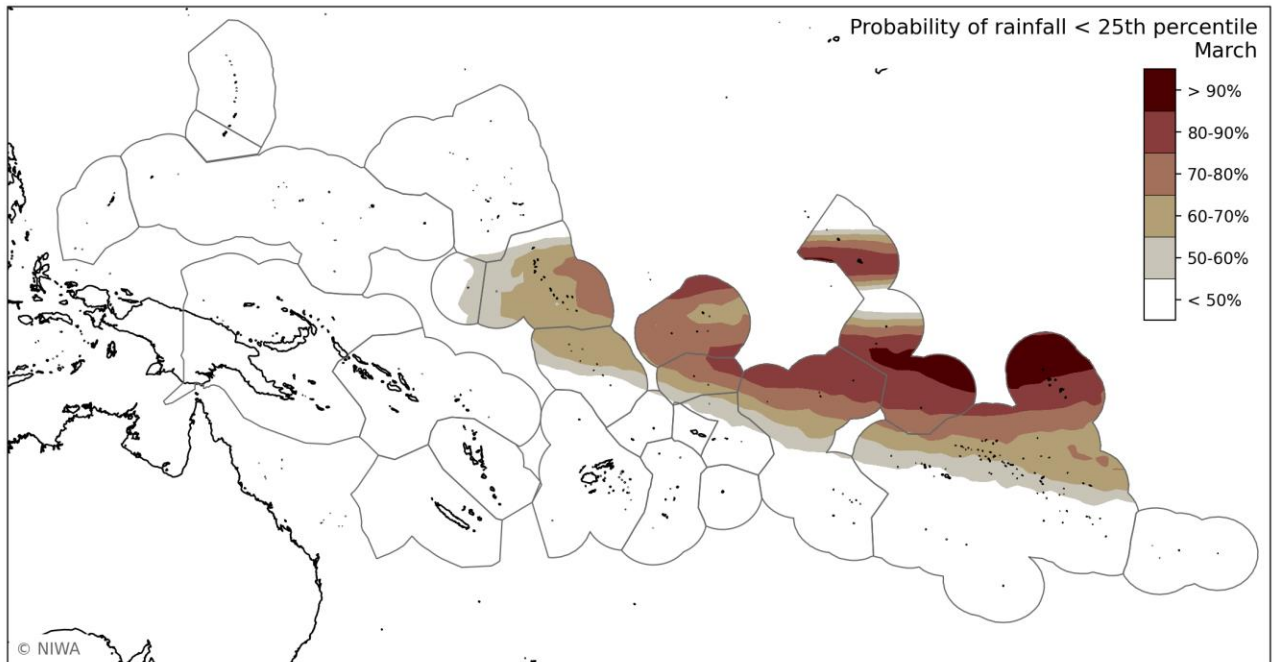 Probability of rainfall < 25th percentile
March
> 90%
80-90%
70-80%
60-70%
50-60%
< 50%
© NIWA